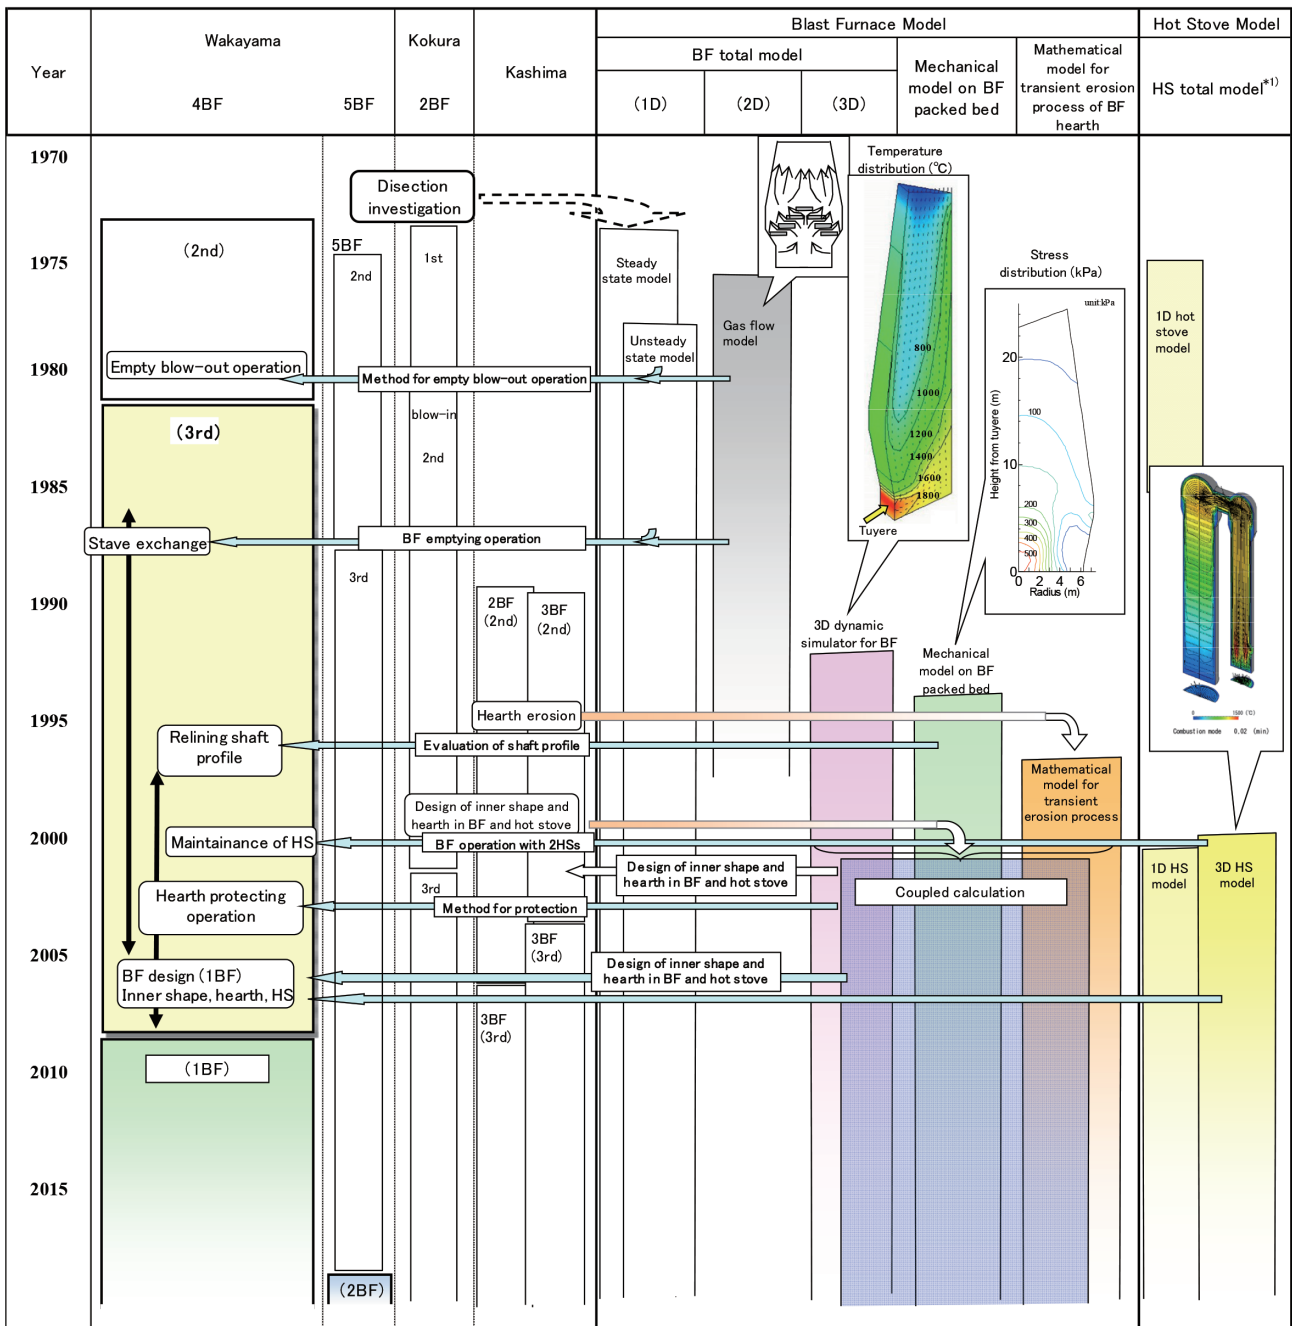 Year
Wakayama
4BF
5BF
Kokura
2BF
Kashima
Blast Furnace Model
BF total model
(1D)
(2D)
(3D)
Mechanical
model on BF
packed bed
Mathematical
model for
transient erosion
process of BF
hearth
Hot Stove Model
HS total model*1)
1970
1975
1980
1985
1990
1995
2000
2005
2010
2015
Disection
investigation
Temperature
distribution (℃)
(2nd)
5BF
2nd
1st
Steady
state model
Unsteady
state model
Gas flow
model
800
1000
1200
1400
1600
1800
Tuyere
Stress
distribution (kPa)
unit:kPa
Height from tuyere (m)
20
10
0
100
200
300
400
500
0 2 4 6
Radius (m)
1D hot
stove
model
Empty blow-out operation
Method for empty blow-out operation
(3rd)
blow-in
2nd
Stave exchange
BF emptying operation
3rd
2BF
(2nd)
3BF
(2nd)
3D dynamic
simulator for BF
Mechanical
model on BF
packed bed
0 1500 (℃)
Combustion mode 0.02 (min)
Hearth erosion
Relining shaft
profile
Evaluation of shaft profile
Mathematical
model for
transient
erosion process
Design of inner shape and
hearth in BF and hot stove
Maintainance of HS
BF operation with 2HSs
Design of inner shape and
hearth in BF and hot stove
Coupled calculation
1D HS
model
3D HS
model
3rd
Hearth protecting
operation
Method for protection
3BF
(3rd)
BF design (1BF)
Inner shape, hearth, HS
Design of inner shape and
hearth in BF and hot stove
3BF
(3rd)
(1BF)
(2BF)